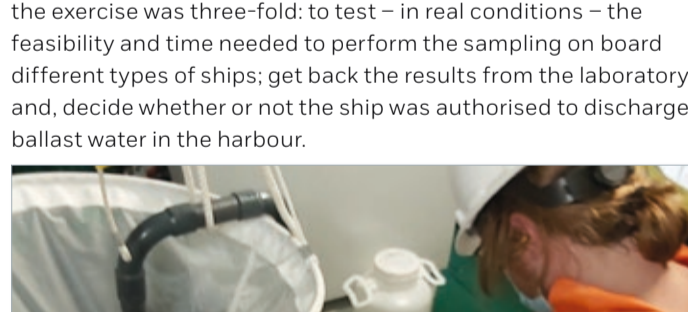 the exercise was three-fold: to test – in real conditions – the
feasibility and time needed to perform the sampling on board
different types of ships; get back the results from the laboratory
and, decide whether or not the ship was authorised to discharge
ballast water in the harbour.